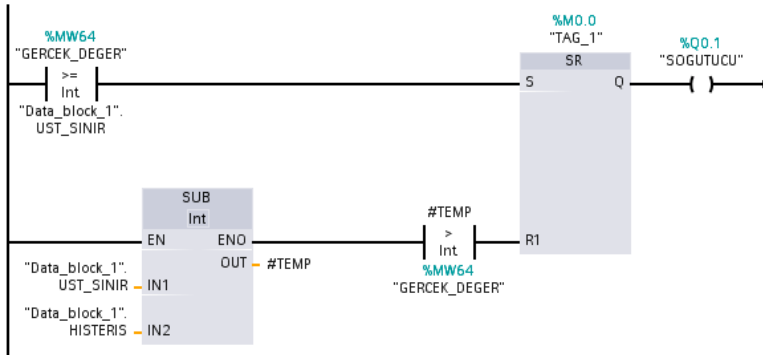 %M0.0
"TAG_1"
%MW64
"GERCEK_DEGER"
%Q0.1
"SOGUTUCU"
SR
>=
Int
S
Q
( )
"Data_block_1".
UST_SINIR
SUB
Int
#TEMP
EN
ENO
>
Int
R1
OUT
#TEMP
"Data_block_1".
UST_SINIR
IN1
%MW64
"GERCEK_DEGER"
"Data_block_1".
HISTERIS
IN2